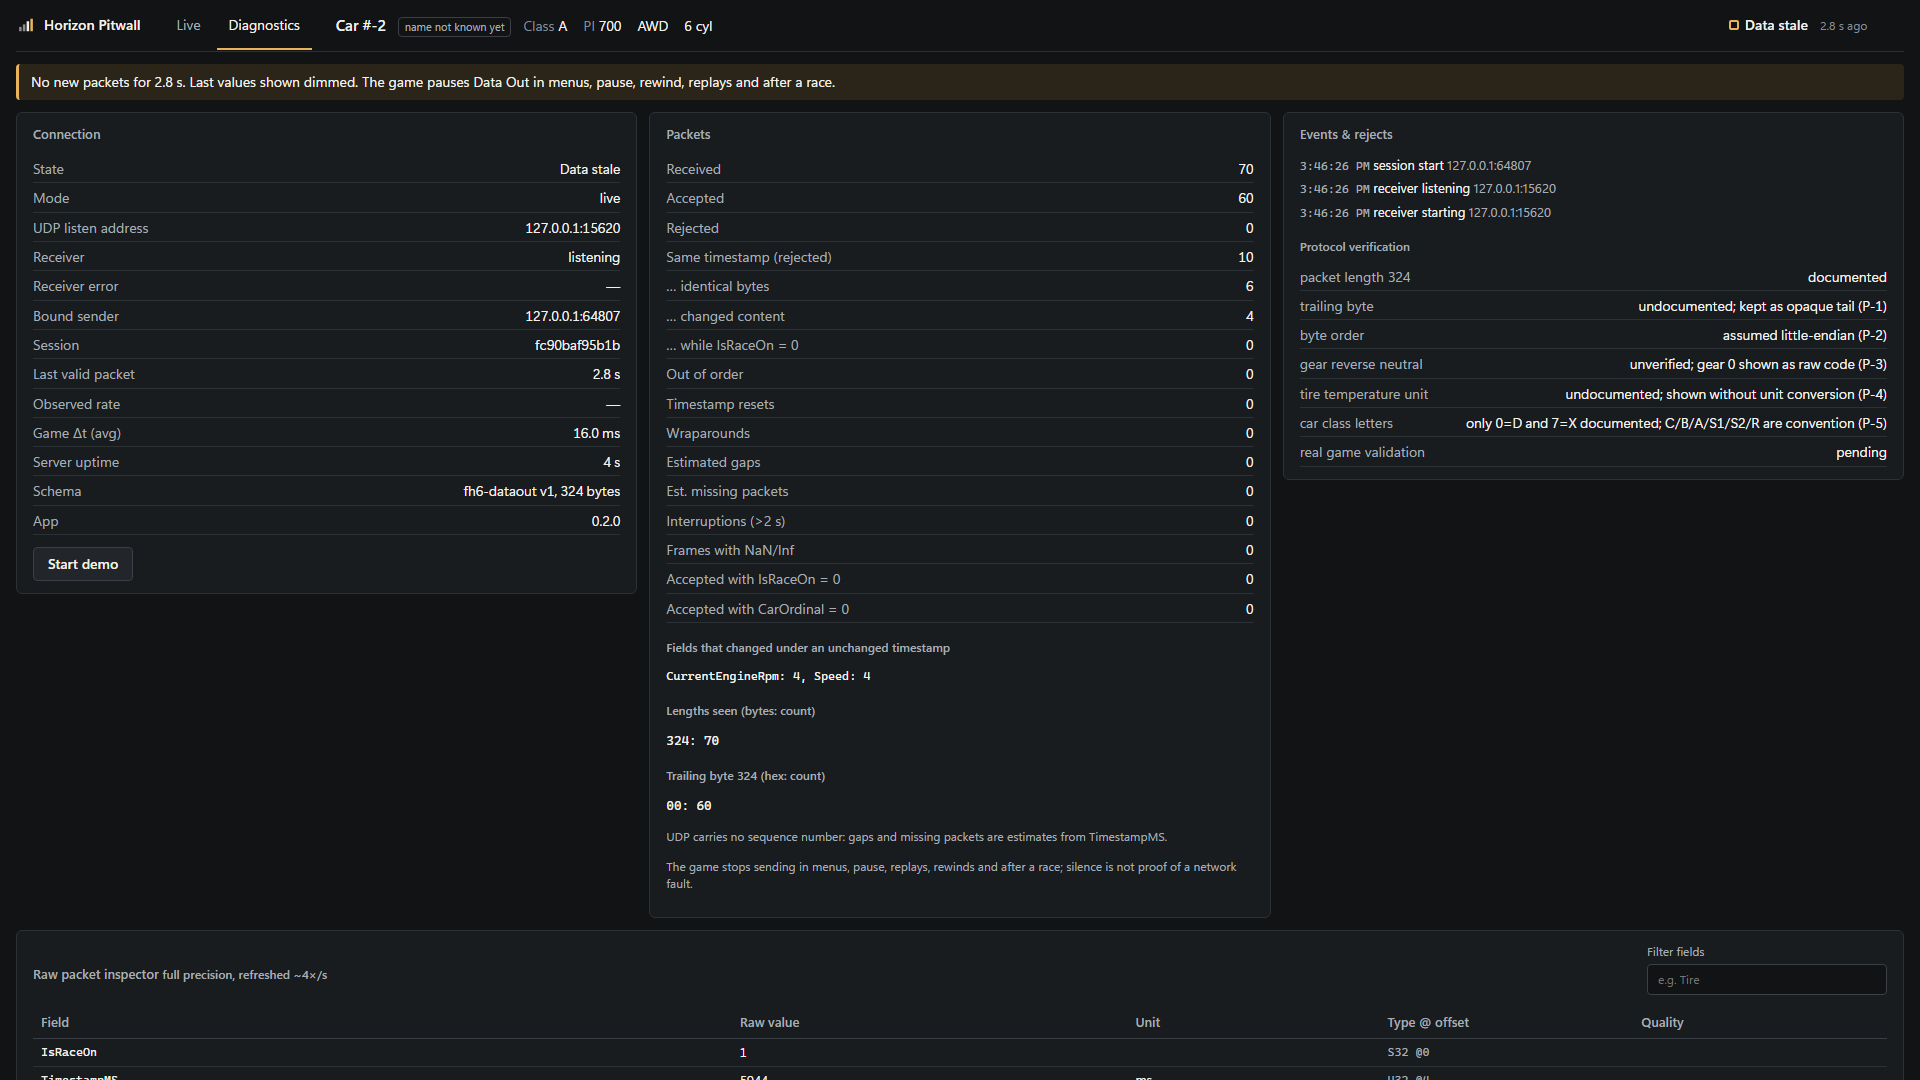 Horizon Pitwall
Live
Diagnostics
Car #-2
name not known yet
Class A
PI 700
AWD
6 cyl
Data stale
2.8 s ago
No new packets for 2.8 s. Last values shown dimmed. The game pauses Data Out in menus, pause, rewind, replays and after a race.
Connection
State Data stale
Mode live
UDP listen address 127.0.0.1:15620
Receiver listening
Receiver error —
Bound sender 127.0.0.1:64807
Session fc90baf95b1b
Last valid packet 2.8 s
Observed rate —
Game Δt (avg) 16.0 ms
Server uptime 4 s
Schema fh6-dataout v1, 324 bytes
App 0.2.0
Start demo
Packets
Received 70
Accepted 60
Rejected 0
Same timestamp (rejected) 10
... identical bytes 6
... changed content 4
... while IsRaceOn = 0 0
Out of order 0
Timestamp resets 0
Wraparounds 0
Estimated gaps 0
Est. missing packets 0
Interruptions (>2 s) 0
Frames with NaN/Inf 0
Accepted with IsRaceOn = 0 0
Accepted with CarOrdinal = 0 0
Fields that changed under an unchanged timestamp
CurrentEngineRpm: 4, Speed: 4
Lengths seen (bytes: count)
324: 70
Trailing byte 324 (hex: count)
00: 60
UDP carries no sequence number: gaps and missing packets are estimates from TimestampMS.
The game stops sending in menus, pause, replays, rewinds and after a race; silence is not proof of a network
fault.
Events & rejects
3:46:26 PM session start 127.0.0.1:64807
3:46:26 PM receiver listening 127.0.0.1:15620
3:46:26 PM receiver starting 127.0.0.1:15620
Protocol verification
packet length 324 documented
trailing byte undocumented; kept as opaque tail (P-1)
byte order assumed little-endian (P-2)
gear reverse neutral unverified; gear 0 shown as raw code (P-3)
tire temperature unit undocumented; shown without unit conversion (P-4)
car class letters only 0=D and 7=X documented; C/B/A/S1/S2/R are convention (P-5)
real game validation pending
Raw packet inspector full precision, refreshed ~4×/s
Filter fields
e.g. Tire
Field Raw value Unit Type @ offset Quality
IsRaceOn 1 S32 @0
TimestampMS 5944 ms U32 @4